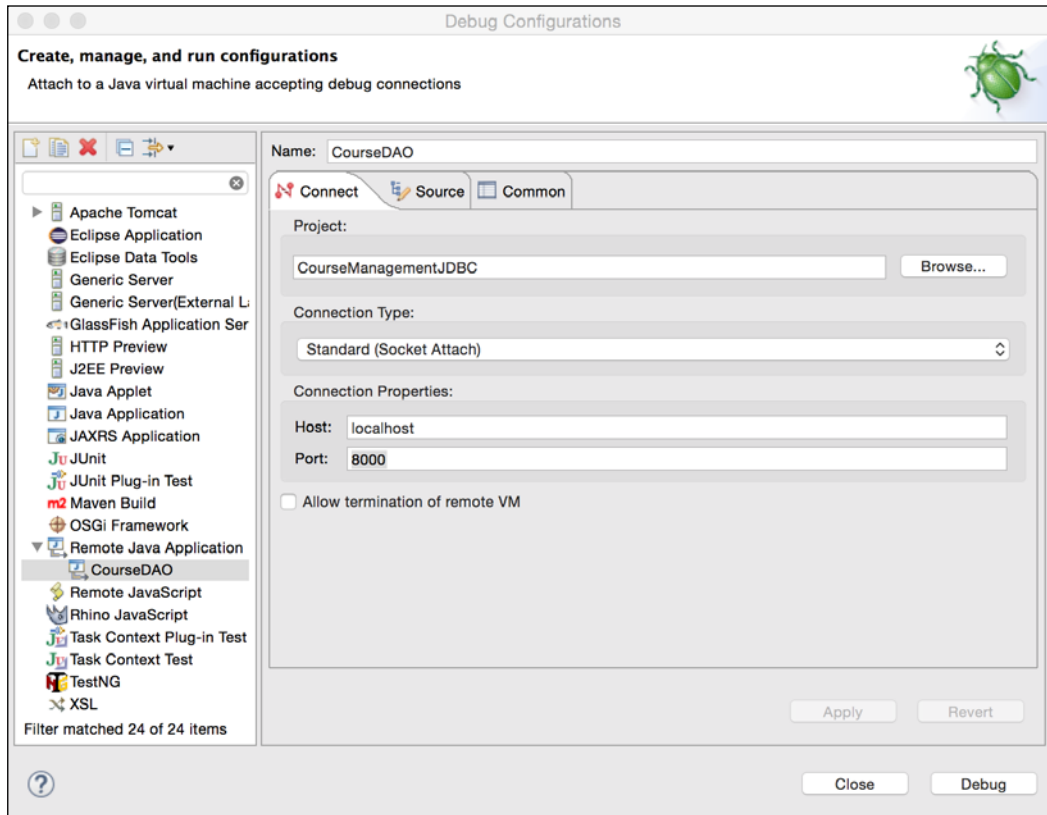 Debug Configurations
Create, manage, and run configurations
Attach to a Java virtual machine accepting debug connections
Name: CourseDAO
Connect Source Common
Project:
CourseManagementJDBC Browse...
Connection Type:
Standard (Socket Attach)
Connection Properties:
Host: localhost
Port: 8000
Allow termination of remote VM
Apply Revert
Apache Tomcat
Eclipse Application
Eclipse Data Tools
Generic Server
Generic Server(External La
GlassFish Application Ser
HTTP Preview
J2EE Preview
Java Applet
Java Application
JAXRS Application
Ju JUnit
JUnit Plug-in Test
m2 Maven Build
OSGi Framework
Remote Java Application
CourseDAO
Remote JavaScript
Rhino JavaScript
Task Context Plug-in Test
Task Context Test
TestNG
XSL
Filter matched 24 of 24 items
? Close Debug